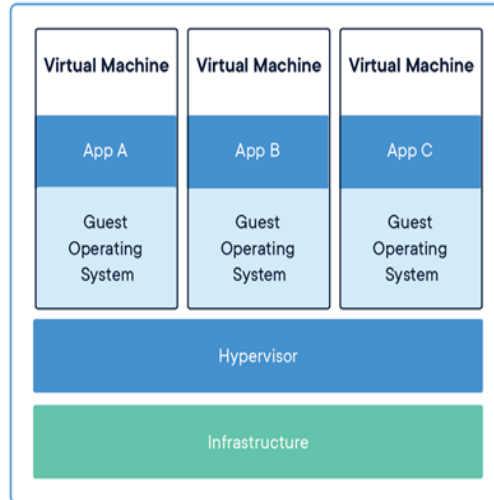 Virtual Machine
App A
Guest
Operating
System
Virtual Machine
App B
Guest
Operating
System
Virtual Machine
App C
Guest
Operating
System
Hypervisor
Infrastructure